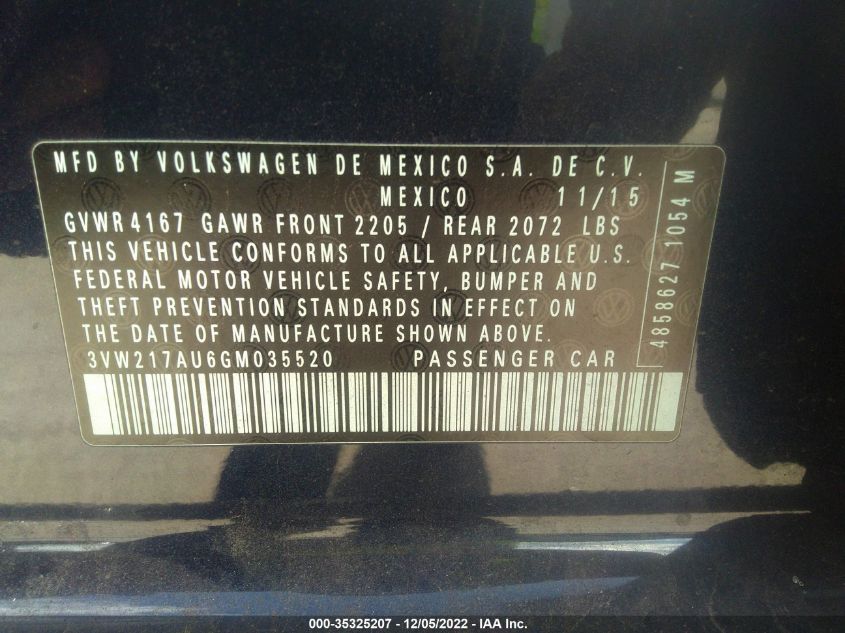 MFD BY VOLKSWAGEN DE MEXICO S.A. DE C.V.
MEXICO 11/15
GVWR 4167 GAWR FRONT 2205 / REAR 2072 LBS
THIS VEHICLE CONFORMS TO ALL APPLICABLE U.S.
FEDERAL MOTOR VEHICLE SAFETY, BUMPER AND
THEFT PREVENTION STANDARDS IN EFFECT ON
THE DATE OF MANUFACTURE SHOWN ABOVE.
3VW217AU6GM035520 PASSENGER CAR
4858627 1054 M
000-35325207 - 12/05/2022 - IAA Inc.